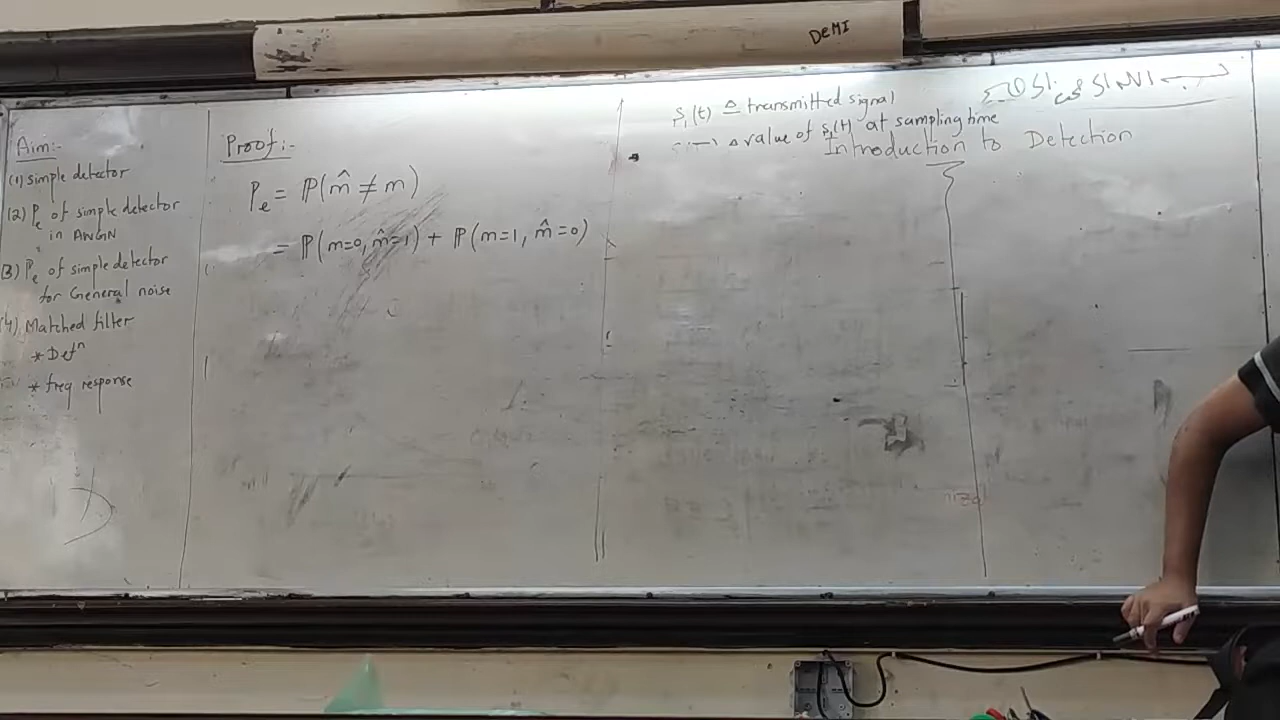 DeMI
Aim:-
(1) simple detector
(2) Pe of simple detector
in AWGN
(3) Pe of simple detector
for General noise
(4) Matched filter
* Defⁿ
* freq response
Proof:-
Pe = ℙ(m̂ ≠ m)
= ℙ(m=0, m̂=1) + ℙ(m=1, m̂=0)
s₁(t) ≜ transmitted signal
≜ value of s₁(t) at sampling time
Introduction to Detection